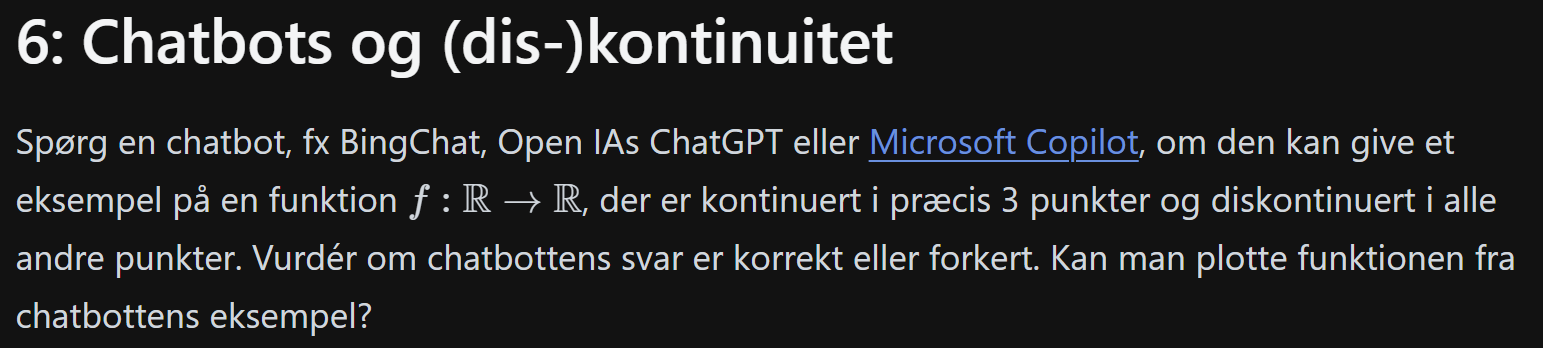 6: Chatbots og (dis-)kontinuitet
Spørg en chatbot, fx BingChat, Open IAs ChatGPT eller Microsoft Copilot, om den kan give et
eksempel på en funktion f : ℝ → ℝ, der er kontinuert i præcis 3 punkter og diskontinuert i alle
andre punkter. Vurdér om chatbottens svar er korrekt eller forkert. Kan man plotte funktionen fra
chatbottens eksempel?